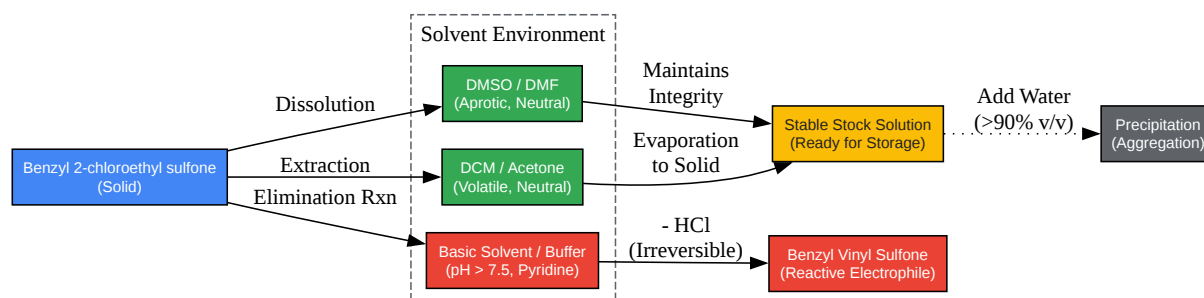 Solvent Environment
Benzyl 2-chloroethyl sulfone
(Solid)
Dissolution
Extraction
Elimination Rxn
DMSO / DMF
(Aprotic, Neutral)
DCM / Acetone
(Volatile, Neutral)
Basic Solvent / Buffer
(pH > 7.5, Pyridine)
Maintains
Integrity
Evaporation
to Solid
- HCl
(Irreversible)
Stable Stock Solution
(Ready for Storage)
Benzyl Vinyl Sulfone
(Reactive Electrophile)
Add Water
(>90% v/v)
Precipitation
(Aggregation)